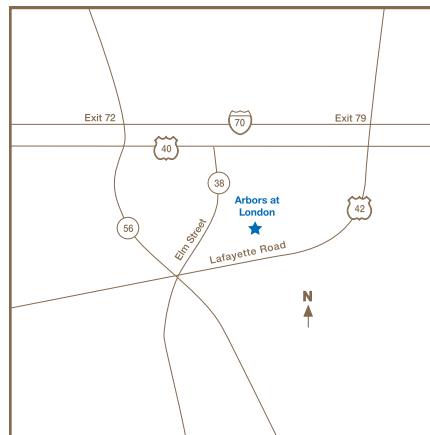 Exit 72
70
Exit 79
40
38
Arbors at
London
42
56
Elm Street
Lafayette Road
N